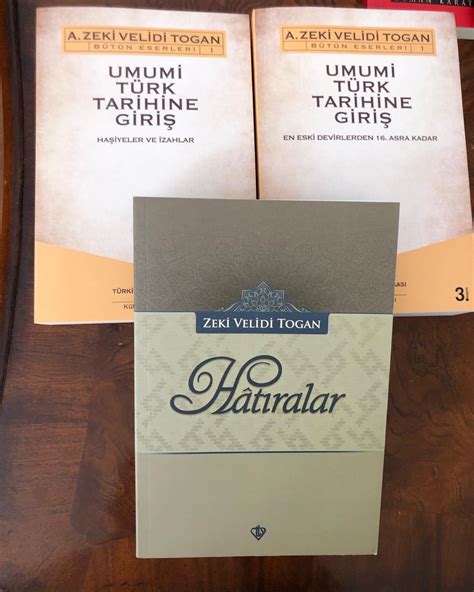 A. ZEKİ VELİDİ TOGAN
BÜTÜN ESERLERİ | 1
UMUMİ
TÜRK
TARİHİNE
GİRİŞ
HAŞİYELER VE İZAHLAR
A. ZEKİ VELİDİ TOGAN
BÜTÜN ESERLERİ | 1
UMUMİ
TÜRK
TARİHİNE
GİRİŞ
EN ESKİ DEVİRLERDEN 16. ASRA KADAR
3.
ZEKİ VELİDİ TOGAN
Hâtıralar